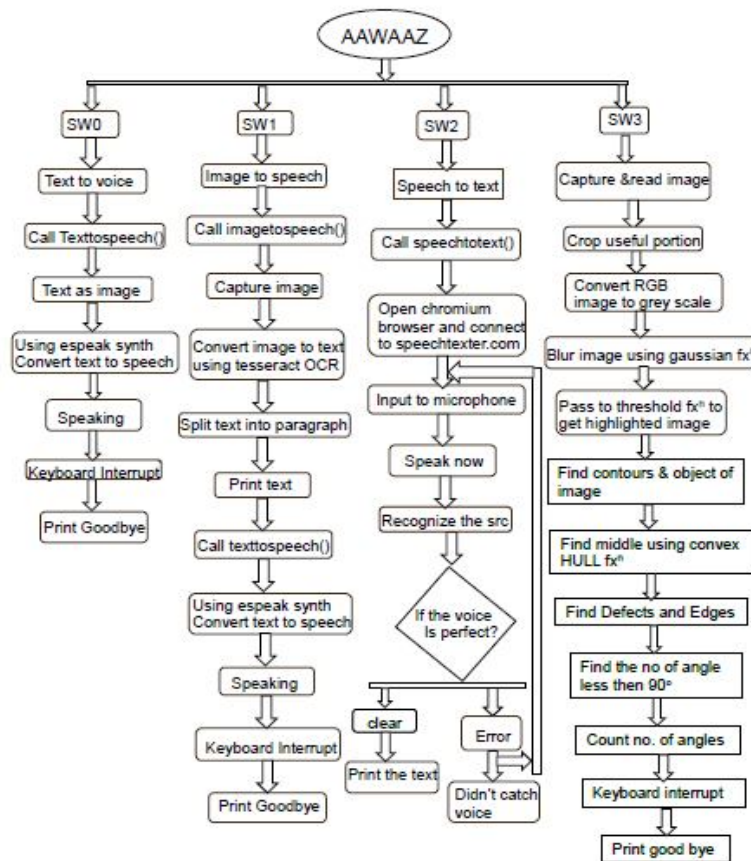 AAWAAZ
SW0
Text to voice
Call Texttospeech()
Text as image
Using espeak synth
Convert text to speech
Speaking
Keyboard Interrupt
Print Goodbye
SW1
Image to speech
Call imagetospeech()
Capture image
Convert image to text
using tesseract OCR
Split text into paragraph
Print text
Call texttospeech()
Using espeak synth
Convert text to speech
Speaking
Keyboard Interrupt
Print Goodbye
SW2
Speech to text
Call speechtotext()
Open chromium
browser and connect
to speechtexter.com
Input to microphone
Speak now
Recognize the src
If the voice
Is perfect?
clear
Print the text
Error
Didn't catch
voice
SW3
Capture &read image
Crop useful portion
Convert RGB
image to grey scale
Blur image using gaussian fxⁿ
Pass to threshold fxⁿ to
get highlighted image
Find contours & object of
image
Find middle using convex
HULL fxⁿ
Find Defects and Edges
Find the no of angle
less then 90°
Count no. of angles
Keyboard interrupt
Print good bye